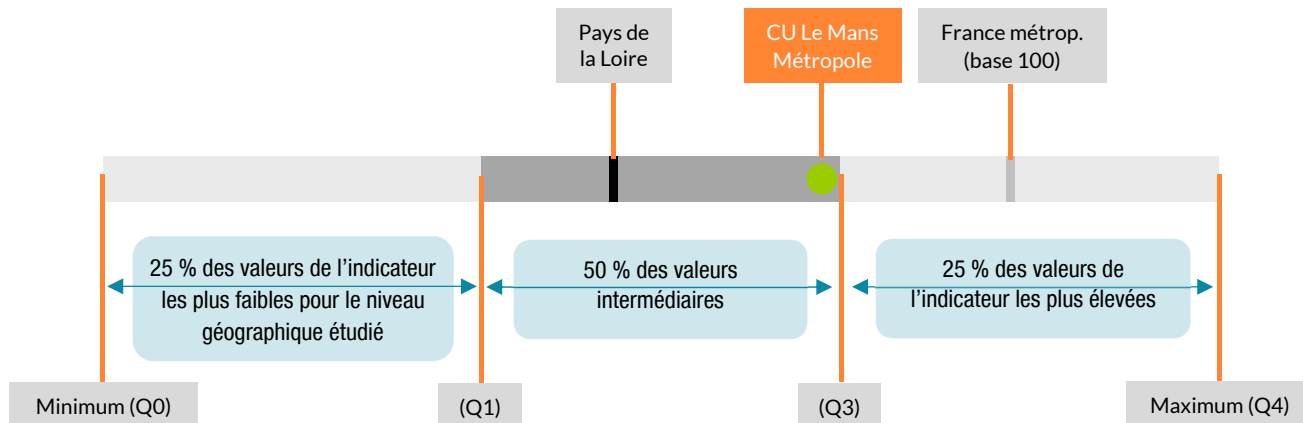 Pays de
la Loire
CU Le Mans
Métropole
France métrop.
(base 100)
25 % des valeurs de l’indicateur
les plus faibles pour le niveau
géographique étudié
50 % des valeurs
intermédiaires
25 % des valeurs de
l’indicateur les plus élevées
Minimum (Q0)
(Q1)
(Q3)
Maximum (Q4)